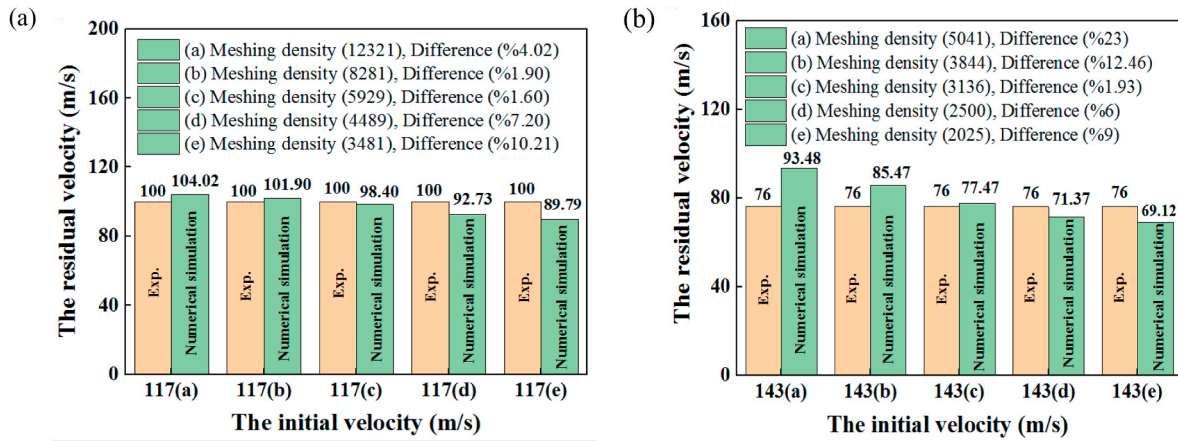 (a)
The residual velocity (m/s)
200
160
120
80
40
0
(a) Meshing density (12321), Difference (%4.02)
(b) Meshing density (8281), Difference (%1.90)
(c) Meshing density (5929), Difference (%1.60)
(d) Meshing density (4489), Difference (%7.20)
(e) Meshing density (3481), Difference (%10.21)
100 104.02 100 101.90 100 98.40 100 92.73 100 89.79
Exp. Numerical simulation Exp. Numerical simulation Exp. Numerical simulation Exp. Numerical simulation Exp. Numerical simulation
117(a) 117(b) 117(c) 117(d) 117(e)
The initial velocity (m/s)
(b)
The residual velocity (m/s)
160
120
80
40
0
(a) Meshing density (5041), Difference (%23)
(b) Meshing density (3844), Difference (%12.46)
(c) Meshing density (3136), Difference (%1.93)
(d) Meshing density (2500), Difference (%6)
(e) Meshing density (2025), Difference (%9)
76 93.48 76 85.47 76 77.47 76 71.37 76 69.12
Exp. Numerical simulation Exp. Numerical simulation Exp. Numerical simulation Exp. Numerical simulation Exp. Numerical simulation
143(a) 143(b) 143(c) 143(d) 143(e)
The initial velocity (m/s)